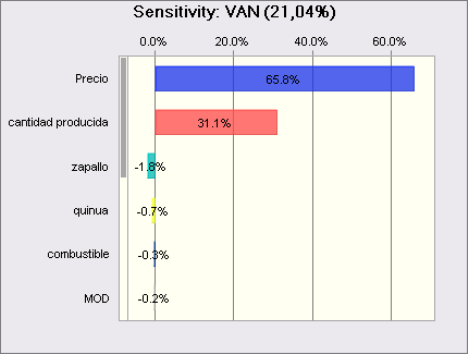 Sensitivity: VAN (21,04%)
0.0% 20.0% 40.0% 60.0%
Precio 65.8%
cantidad producida 31.1%
zapallo -1.8%
quinua -0.7%
combustible -0.3%
MOD -0.2%